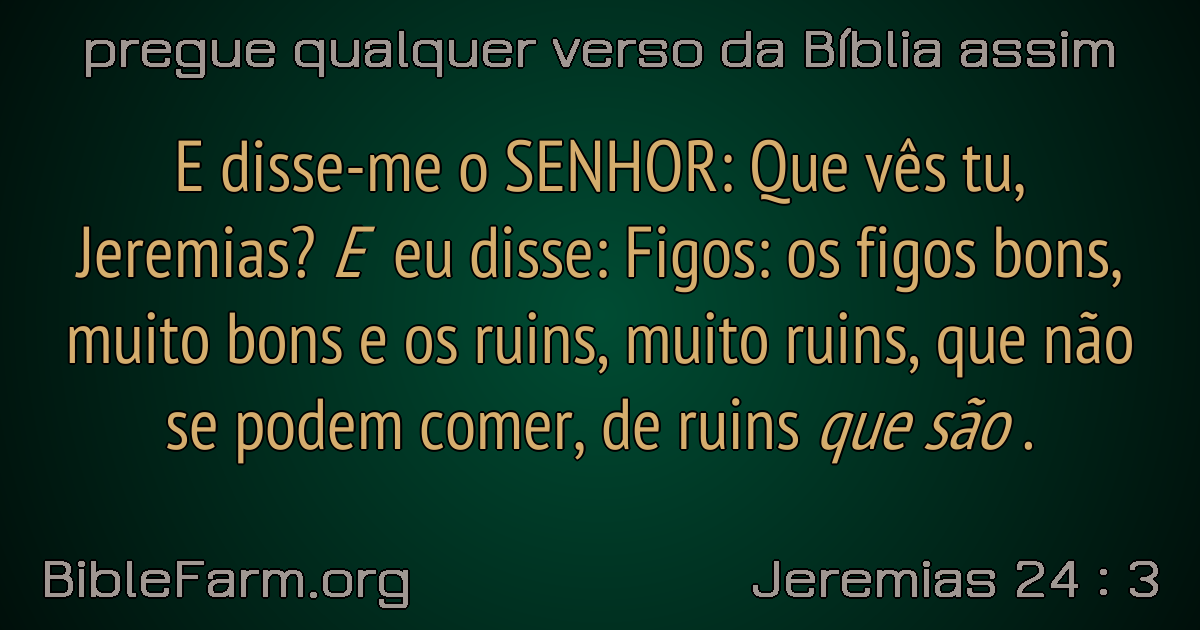 pregue qualquer verso da Bíblia assim
E disse-me o SENHOR: Que vês tu,
Jeremias? E eu disse: Figos: os figos bons,
muito bons e os ruins, muito ruins, que não
se podem comer, de ruins que são .
BibleFarm.org
Jeremias 24 : 3